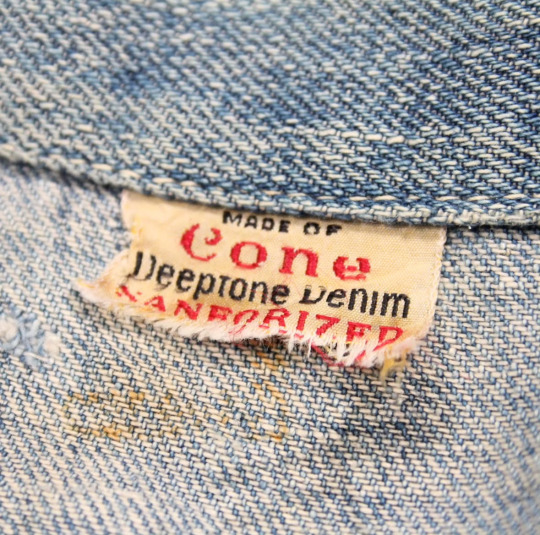 MADE OF
Cone
Deeptone Denim
SANFORIZED